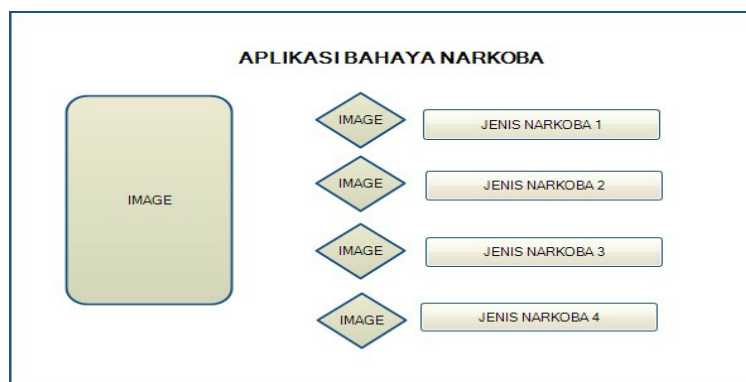 APLIKASI BAHAYA NARKOBA
IMAGE
IMAGE
JENIS NARKOBA 1
IMAGE
JENIS NARKOBA 2
IMAGE
JENIS NARKOBA 3
IMAGE
JENIS NARKOBA 4